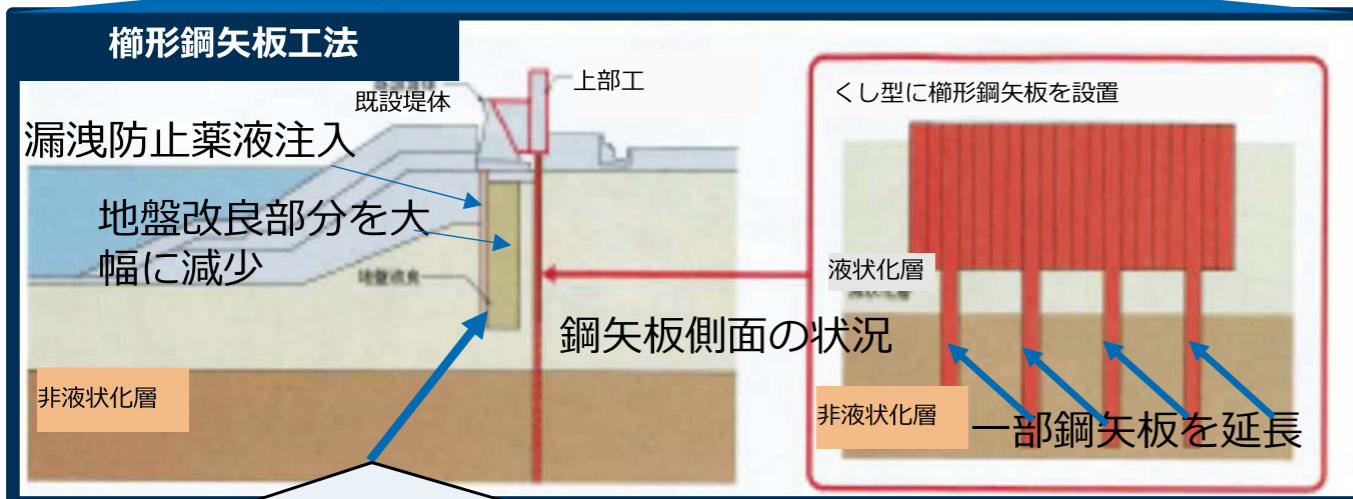 櫛形鋼矢板工法
既設堤体
上部工
くし型に櫛形鋼矢板を設置
漏洩防止薬液注入
地盤改良部分を大
幅に減少
地盤改良
液状化層
鋼矢板側面の状況
非液状化層
非液状化層
一部鋼矢板を延長